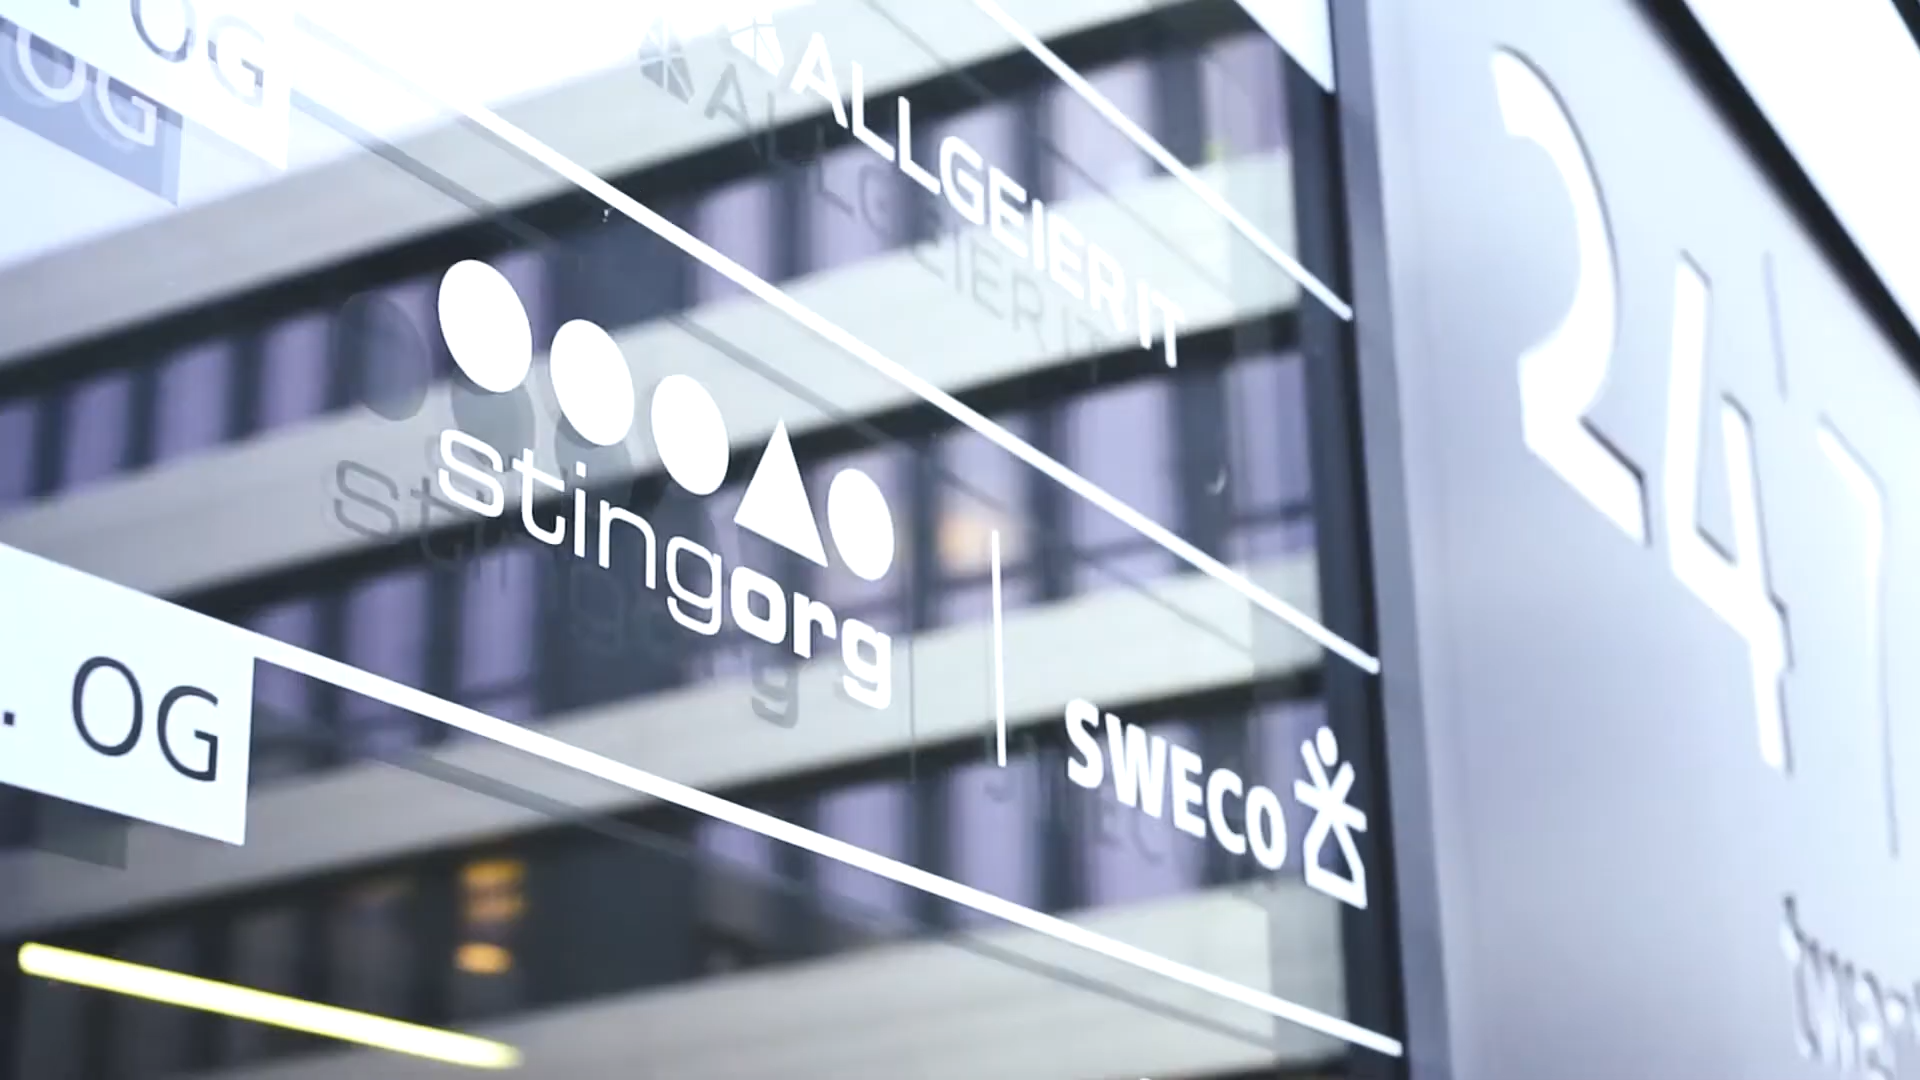 OG
ALLGEIER IT
stingorg
SWECO
. OG
247